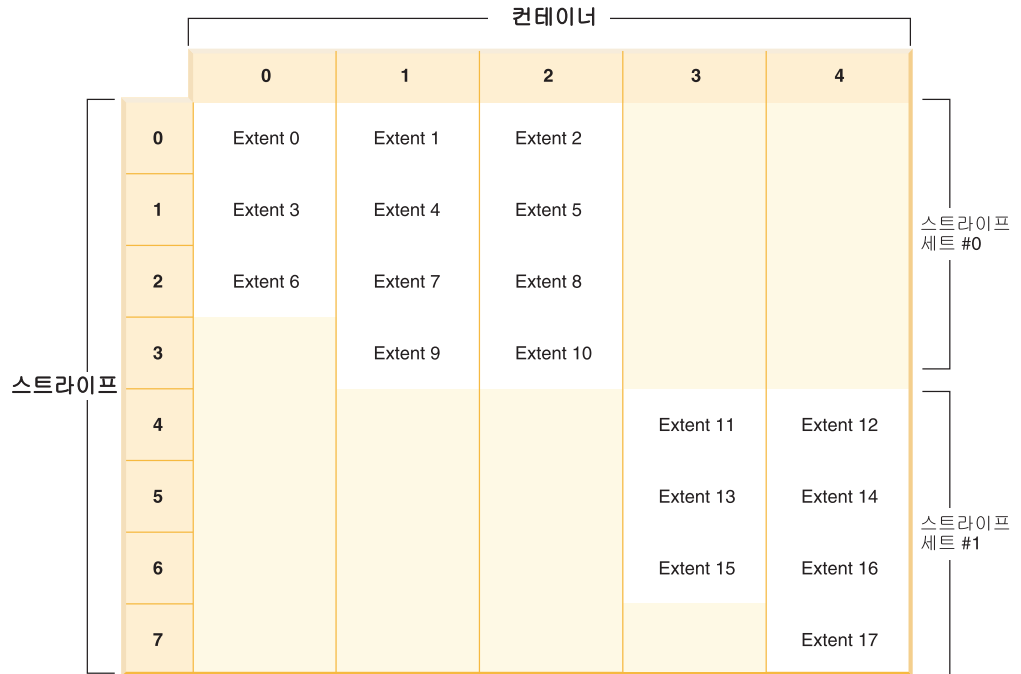 컨테이너
0 1 2 3 4
0 Extent 0 Extent 1 Extent 2
1 Extent 3 Extent 4 Extent 5
스트라이프
세트 #0
2 Extent 6 Extent 7 Extent 8
3 Extent 9 Extent 10
스트라이프
4 Extent 11 Extent 12
5 Extent 13 Extent 14
스트라이프
세트 #1
6 Extent 15 Extent 16
7 Extent 17